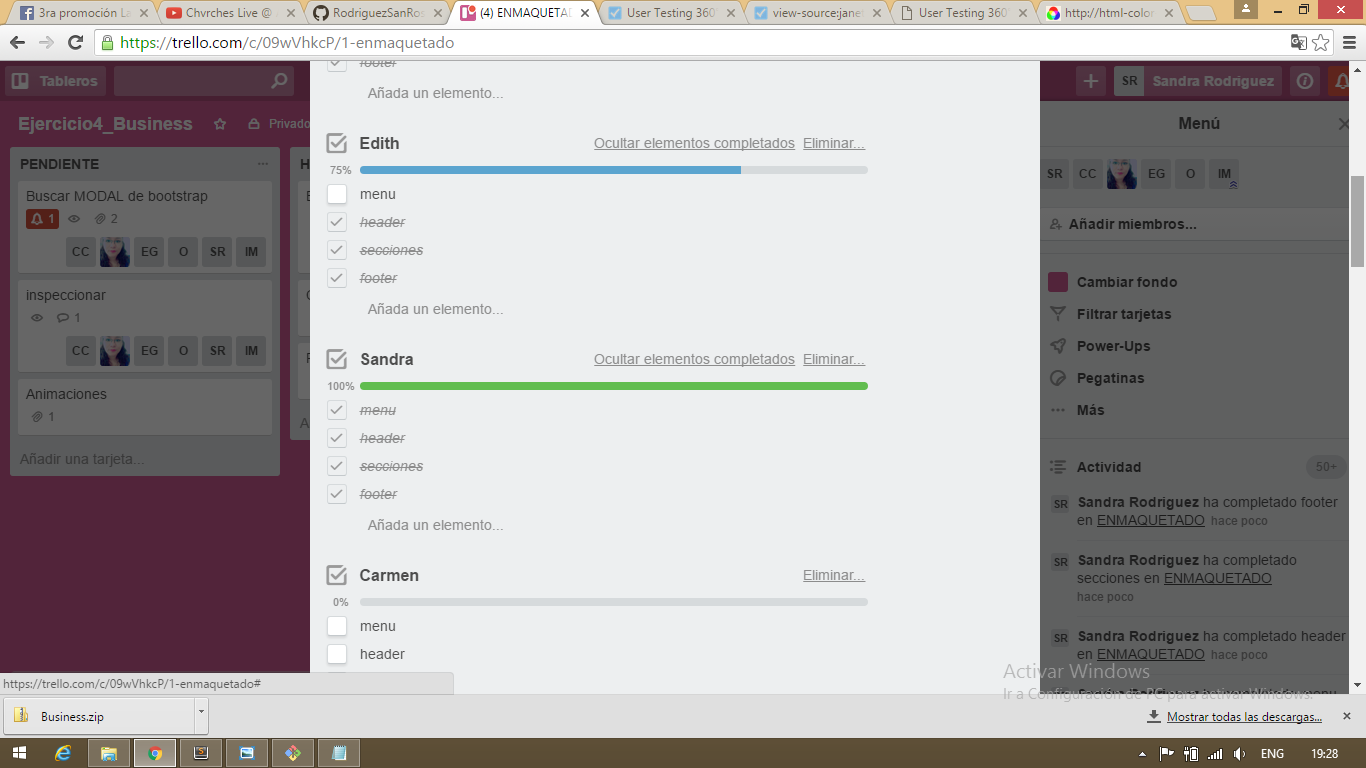 3ra promoción La
Chvrches Live @
RodriguezSanRos
(4) ENMAQUETAD
User Testing 360°
view-source:jane
User Testing 360°
http://html-color
https://trello.com/c/09wVhkcP/1-enmaquetado
Tableros
SR Sandra Rodriguez
Ejercicio4_Business
Privado
PENDIENTE
Buscar MODAL de bootstrap
1 2
CC EG O SR IM
inspeccionar
1
CC EG O SR IM
Animaciones
1
Añadir una tarjeta...
footer
Añada un elemento...
Edith Ocultar elementos completados Eliminar...
75%
menu
header
secciones
footer
Añada un elemento...
Sandra Ocultar elementos completados Eliminar...
100%
menu
header
secciones
footer
Añada un elemento...
Carmen Eliminar...
0%
menu
header
Menú
SR CC EG O IM
Añadir miembros...
Cambiar fondo
Filtrar tarjetas
Power-Ups
Pegatinas
Más
Actividad 50+
SR Sandra Rodriguez ha completado footer
en ENMAQUETADO hace poco
SR Sandra Rodriguez ha completado
secciones en ENMAQUETADO
hace poco
SR Sandra Rodriguez ha completado header
en ENMAQUETADO hace poco
Activar Windows
Ir a Configuración de PC para activar Windows.
https://trello.com/c/09wVhkcP/1-enmaquetado#
Business.zip
Mostrar todas las descargas...
ENG 19:28